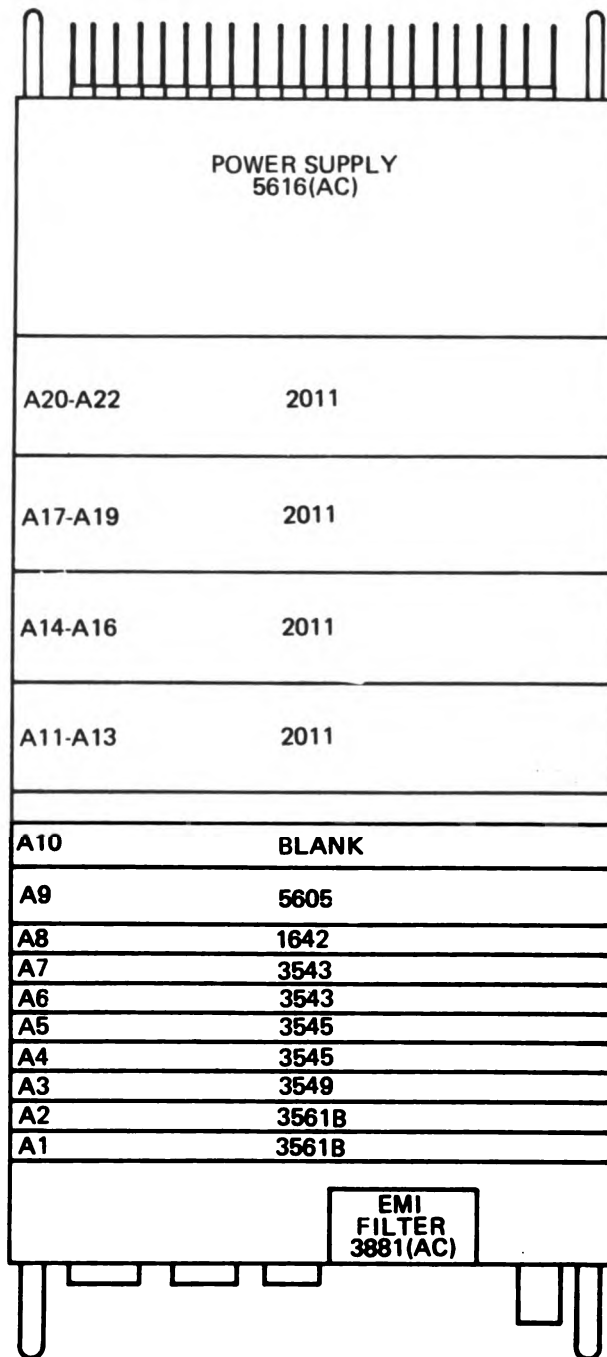 POWER SUPPLY
5616(AC)
A20-A22 2011
A17-A19 2011
A14-A16 2011
A11-A13 2011
A10 BLANK
A9 5605
A8 1642
A7 3543
A6 3543
A5 3545
A4 3545
A3 3549
A2 3561B
A1 3561B
EMI
FILTER
3881(AC)